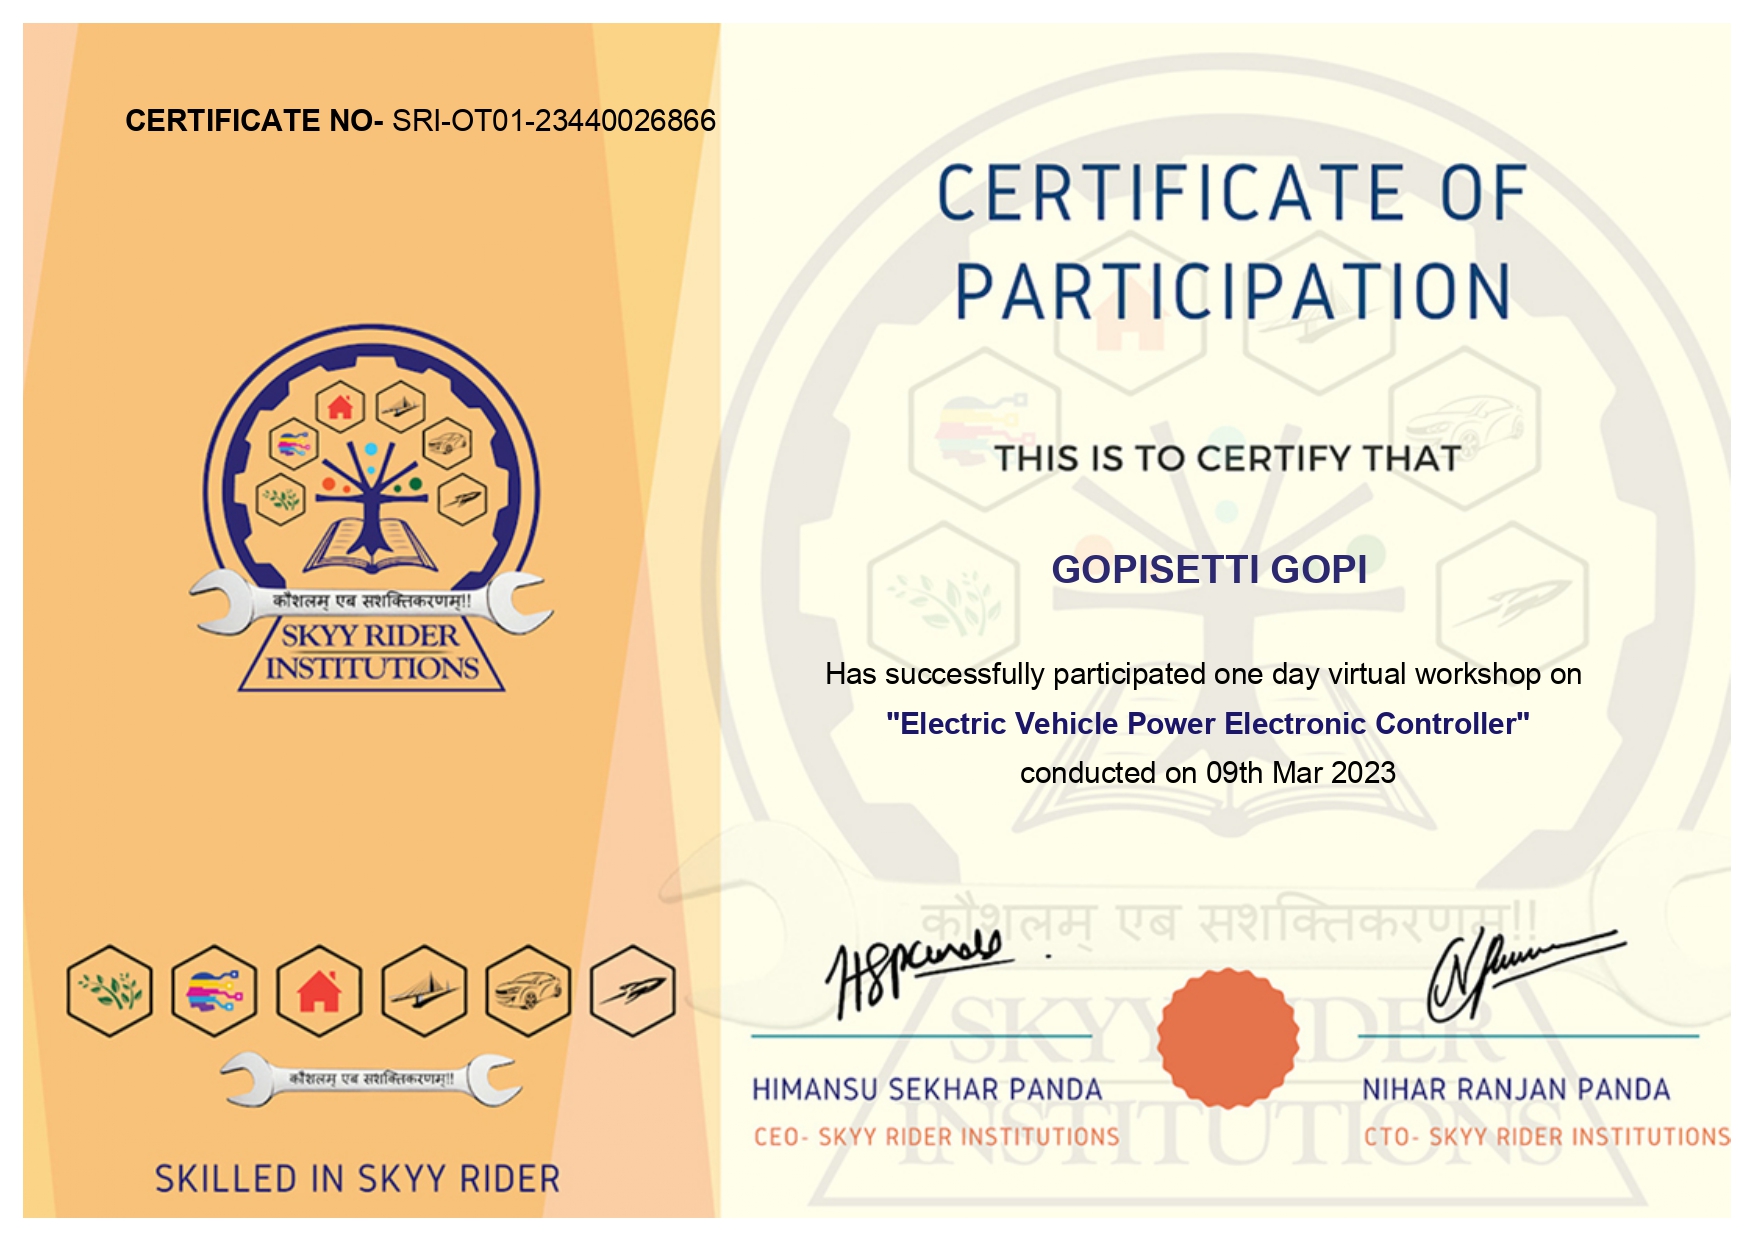 CERTIFICATE NO- SRI-OT01-23440026866
कौशलम् एब सशक्तिकरणम्!!
SKYY RIDER
INSTITUTIONS
कौशलम् एब सशक्तिकरणम्!!
SKILLED IN SKYY RIDER
CERTIFICATE OF
PARTICIPATION
THIS IS TO CERTIFY THAT
GOPISETTI GOPI
Has successfully participated one day virtual workshop on
"Electric Vehicle Power Electronic Controller"
conducted on 09th Mar 2023
कौशलम् एब सशक्तिकरणम्!!
SKYY RIDER
INSTITUTIONS
HIMANSU SEKHAR PANDA
CEO- SKYY RIDER INSTITUTIONS
NIHAR RANJAN PANDA
CTO- SKYY RIDER INSTITUTIONS